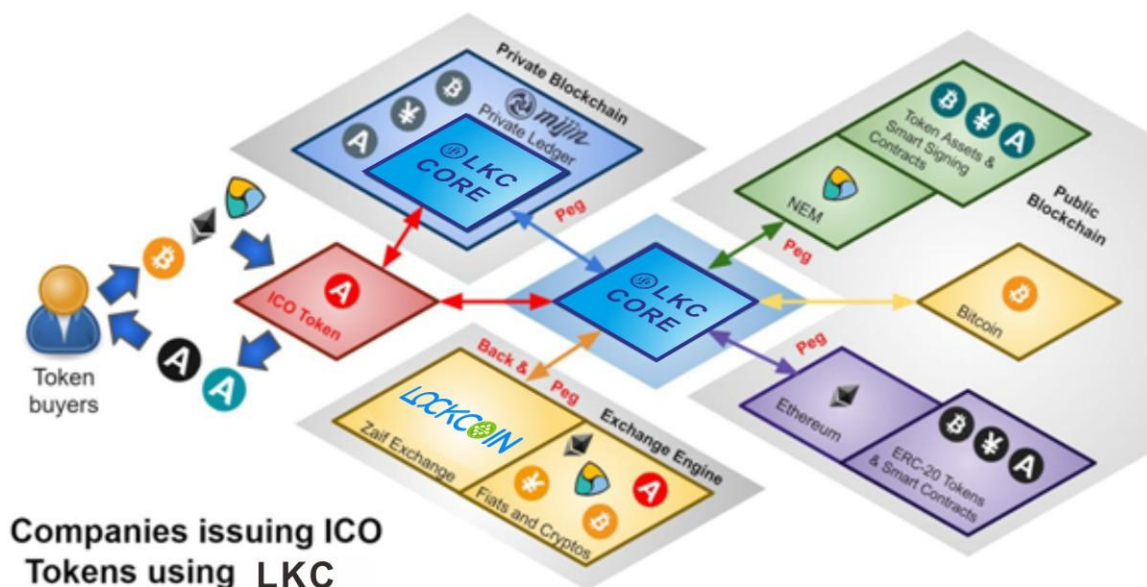 Private Blockchain
mijin
Private Ledger
LKC
CORE
A
¥
Peg
Token Assets &
Smart Signing
Contracts
¥
A
NEM
Public
Blockchain
Peg
A
ICO Token
LKC
CORE
Bitcoin
Token
buyers
A
A
Back &
Peg
Peg
LOCKCOIN
Zaif Exchange
Exchange Engine
¥
A
Fiats and Cryptos
Ethereum
¥
A
ERC-20 Tokens
& Smart Contracts
Companies issuing ICO
Tokens using LKC